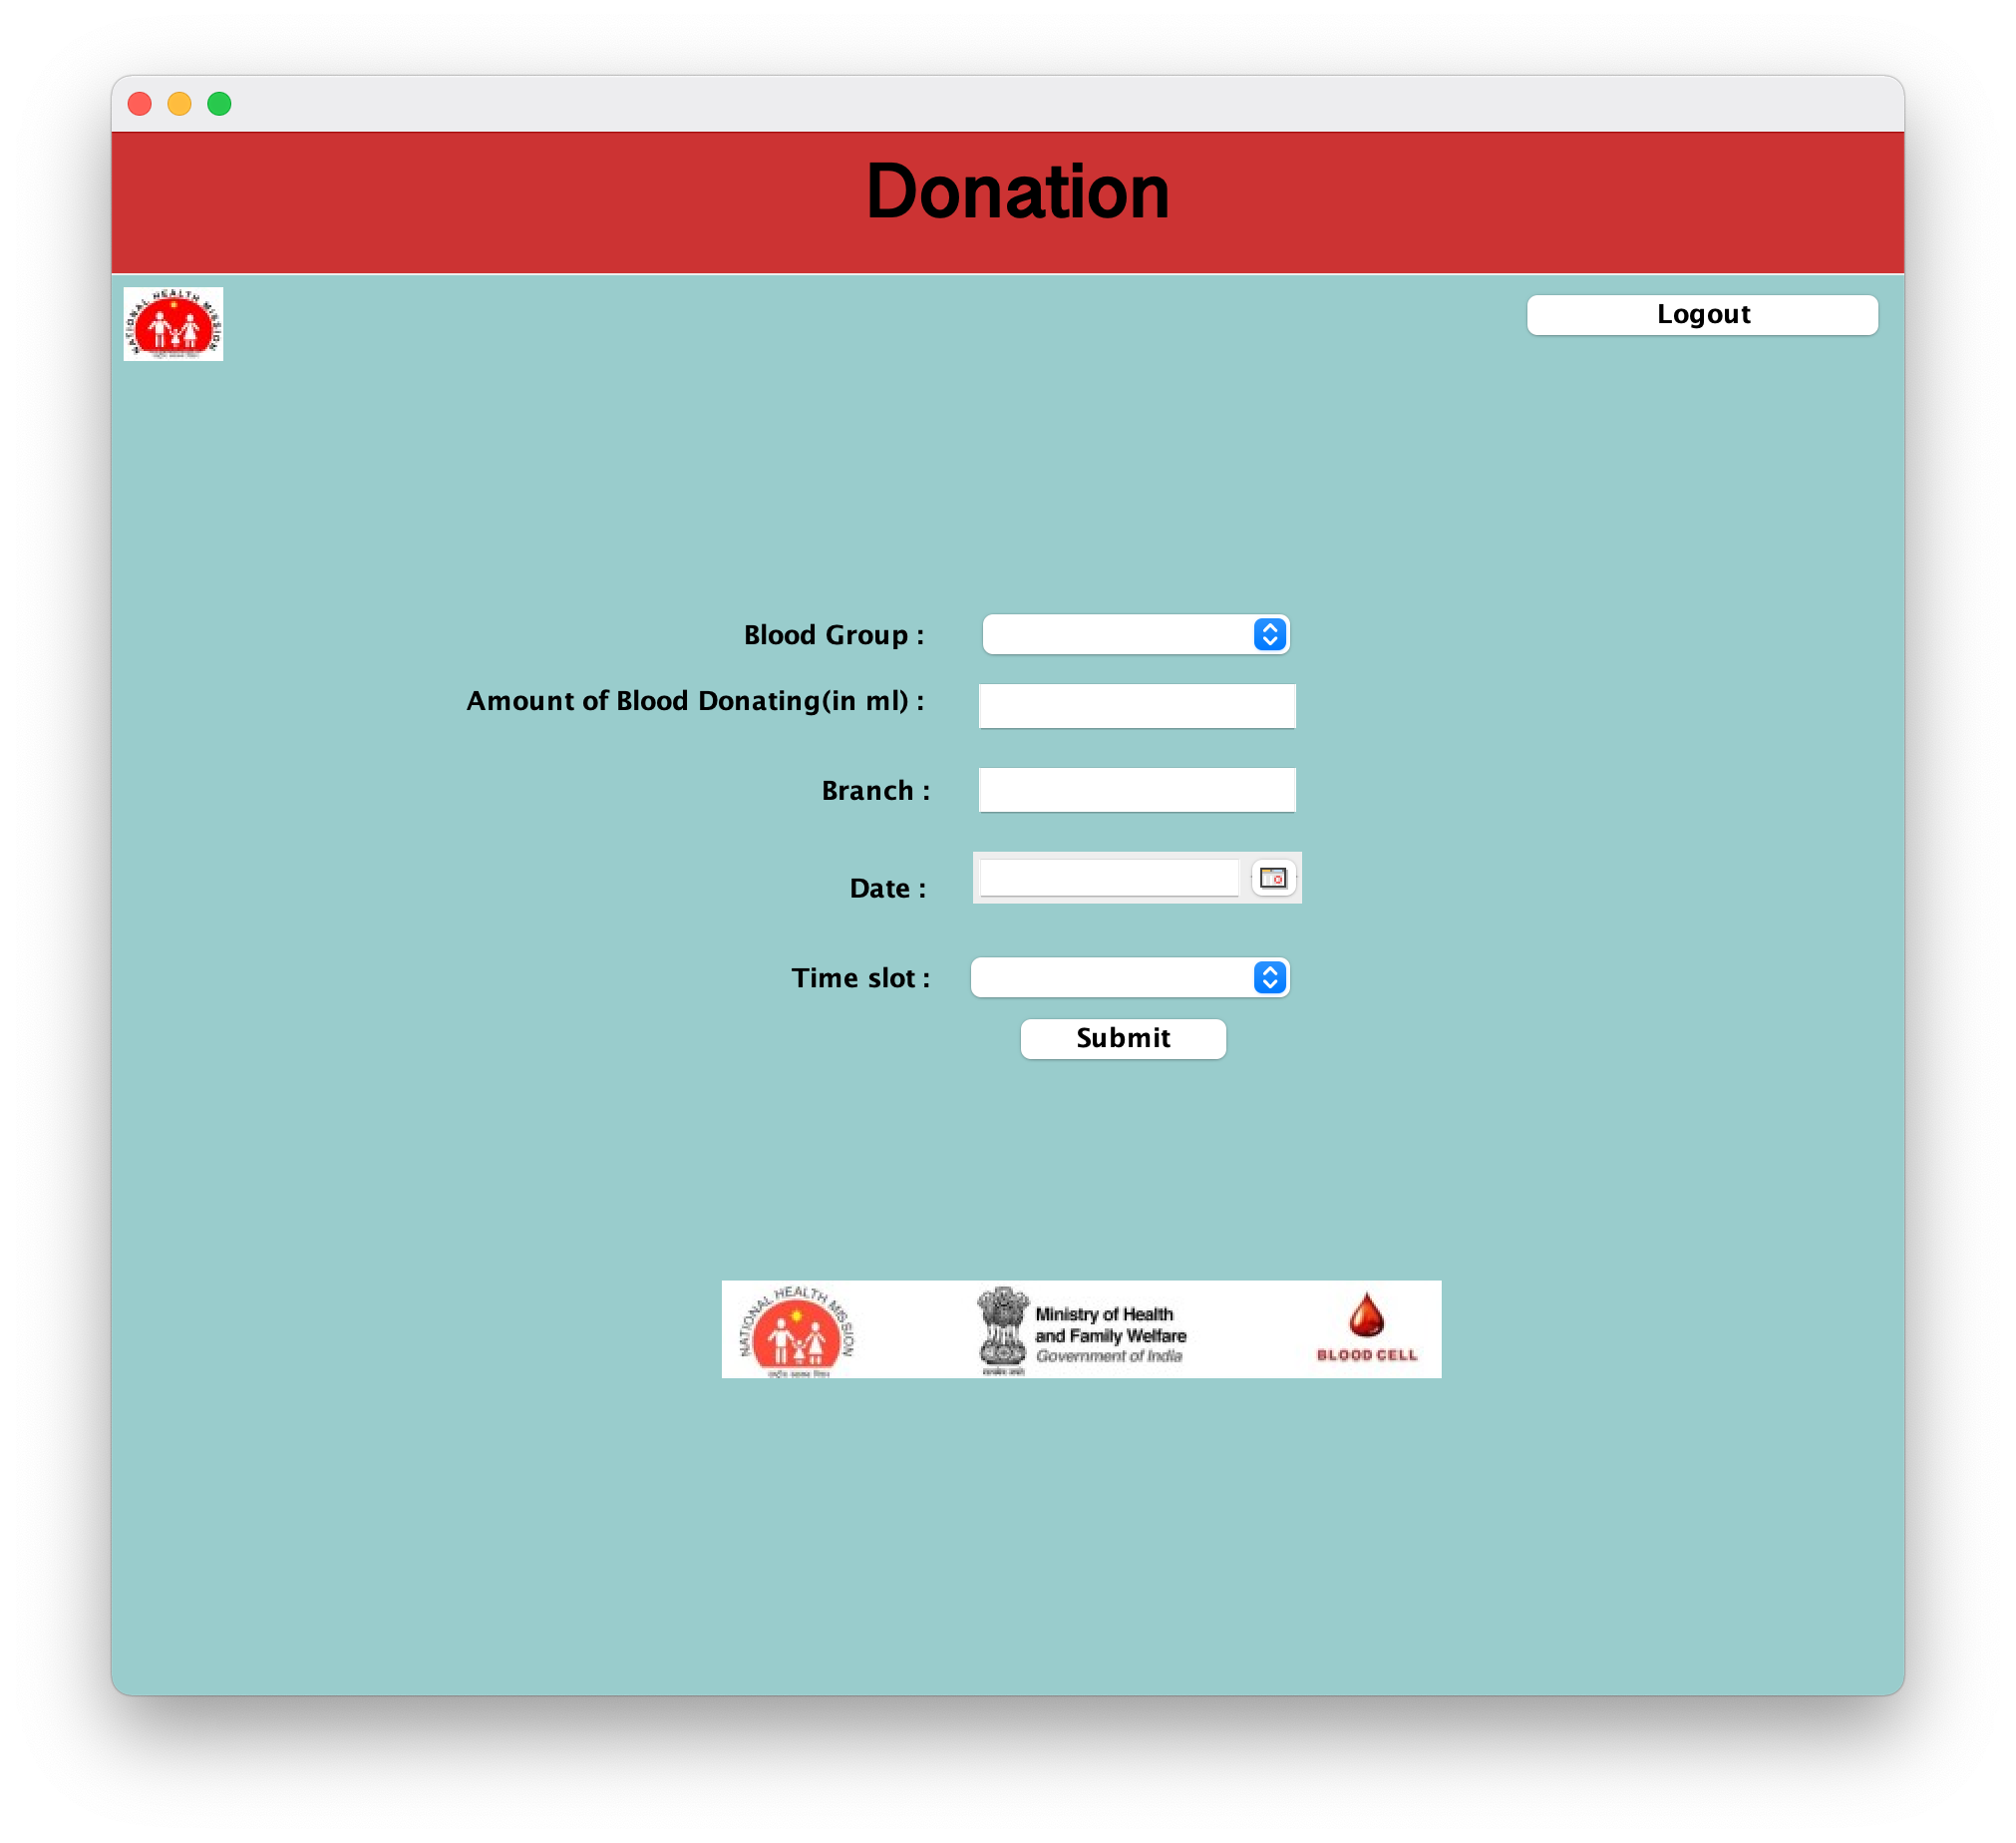 Donation
NATIONAL HEALTH MISSION
Logout
Blood Group :
Amount of Blood Donating(in ml) :
Branch :
Date :
Time slot :
Submit
NATIONAL HEALTH MISSION
Ministry of Health
and Family Welfare
Government of India
BLOOD CELL